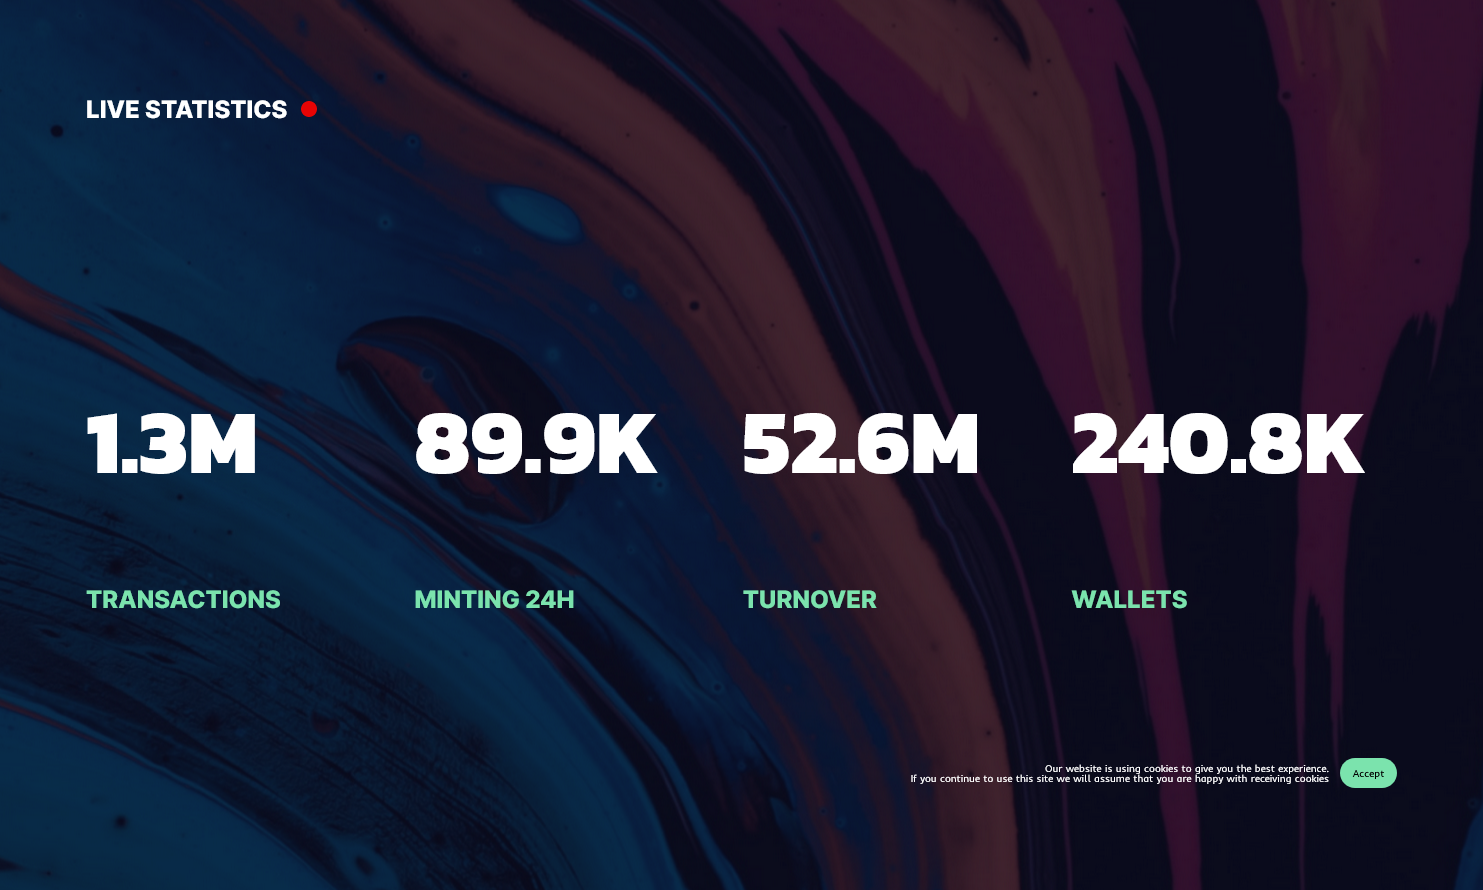 LIVE STATISTICS
1.3M
89.9K
52.6M
240.8K
TRANSACTIONS
MINTING 24H
TURNOVER
WALLETS
Our website is using cookies to give you the best experience.
If you continue to use this site we will assume that you are happy with receiving cookies
Accept